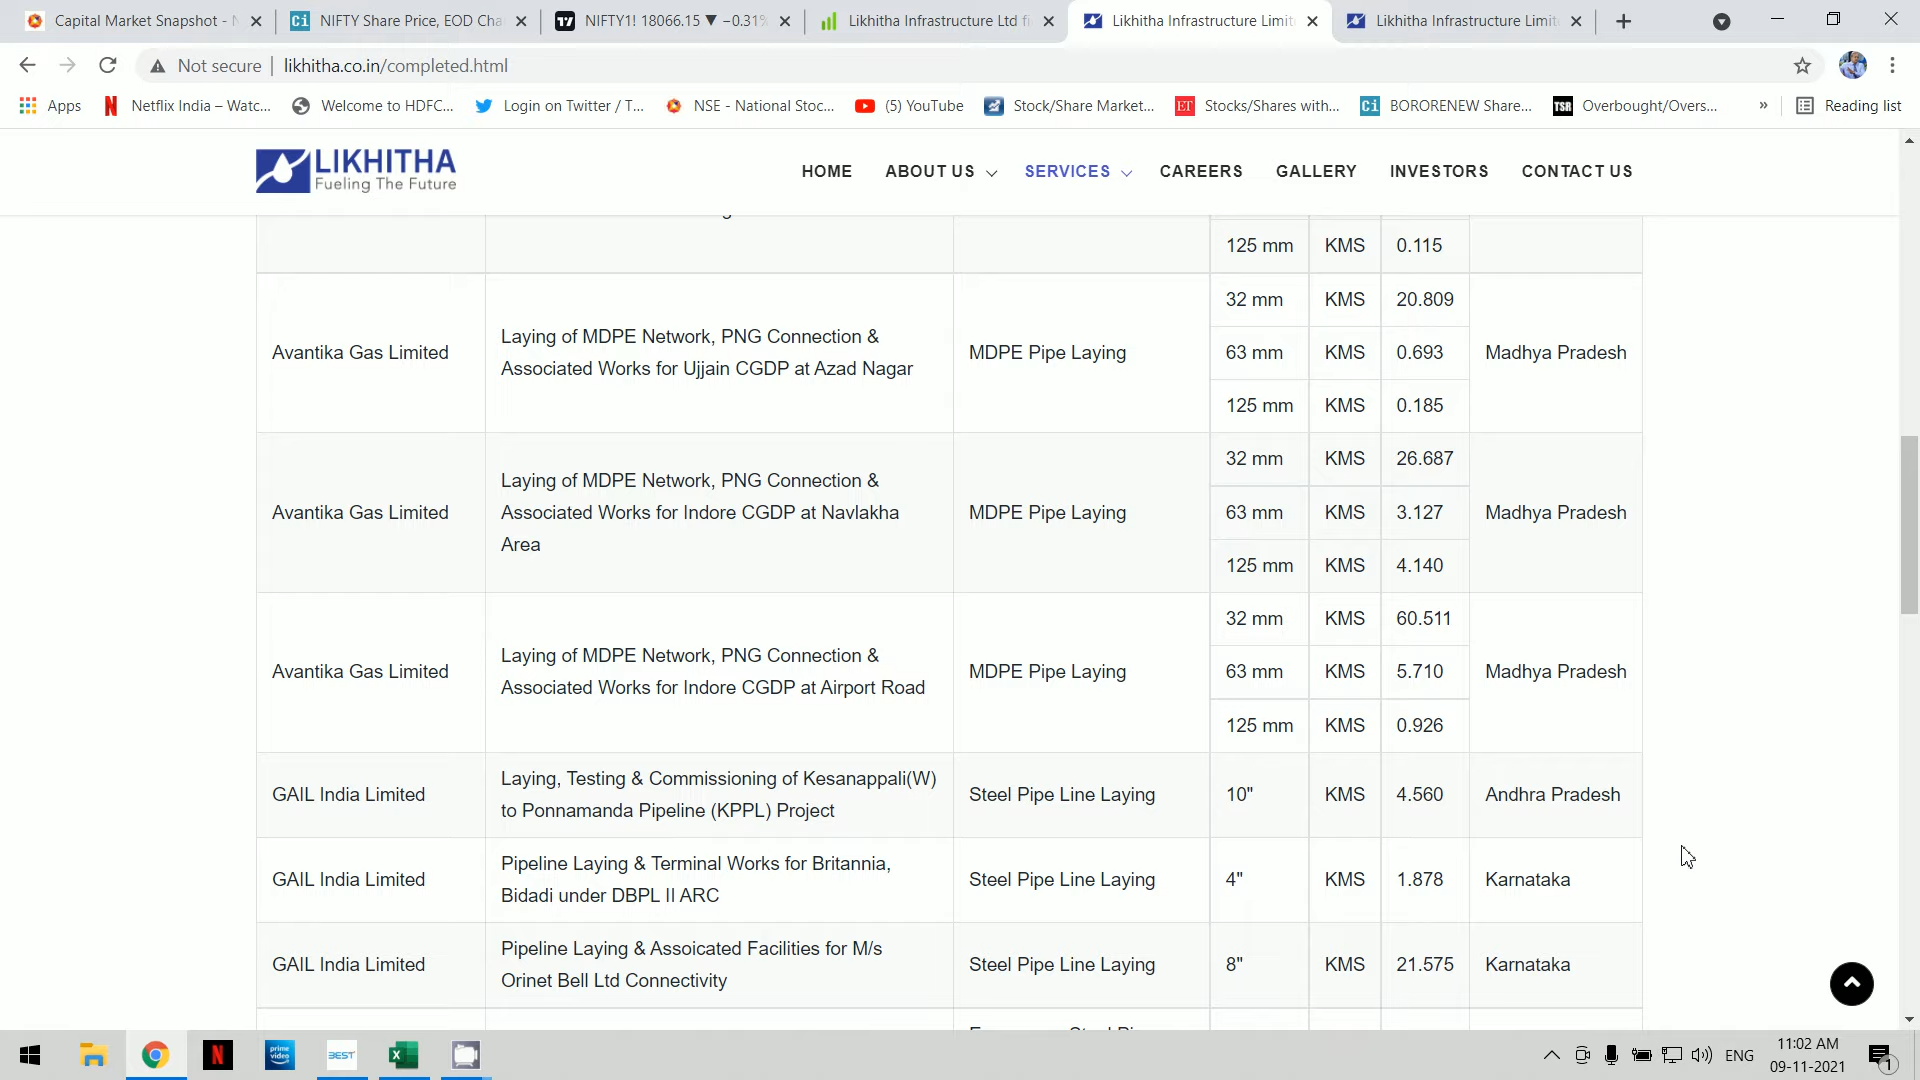 Capital Market Snapshot - N
NIFTY Share Price, EOD Cha
NIFTY1! 18066.15 ▼ −0.31%
Likhitha Infrastructure Ltd fi
Likhitha Infrastructure Limit
Likhitha Infrastructure Limit
Not secure | likhitha.co.in/completed.html
Apps
Netflix India – Watc...
Welcome to HDFC...
Login on Twitter / T...
NSE - National Stoc...
(5) YouTube
Stock/Share Market...
ET Stocks/Shares with...
Ci BORORENEW Share...
TSR Overbought/Overs...
»
Reading list
LIKHITHA
Fueling The Future
HOME ABOUT US SERVICES CAREERS GALLERY INVESTORS CONTACT US
125 mm KMS 0.115
Avantika Gas Limited
Laying of MDPE Network, PNG Connection &
Associated Works for Ujjain CGDP at Azad Nagar
MDPE Pipe Laying
32 mm KMS 20.809
63 mm KMS 0.693
125 mm KMS 0.185
Madhya Pradesh
Avantika Gas Limited
Laying of MDPE Network, PNG Connection &
Associated Works for Indore CGDP at Navlakha
Area
MDPE Pipe Laying
32 mm KMS 26.687
63 mm KMS 3.127
125 mm KMS 4.140
Madhya Pradesh
Avantika Gas Limited
Laying of MDPE Network, PNG Connection &
Associated Works for Indore CGDP at Airport Road
MDPE Pipe Laying
32 mm KMS 60.511
63 mm KMS 5.710
125 mm KMS 0.926
Madhya Pradesh
GAIL India Limited
Laying, Testing & Commissioning of Kesanappali(W)
to Ponnamanda Pipeline (KPPL) Project
Steel Pipe Line Laying
10" KMS 4.560 Andhra Pradesh
GAIL India Limited
Pipeline Laying & Terminal Works for Britannia,
Bidadi under DBPL II ARC
Steel Pipe Line Laying
4" KMS 1.878 Karnataka
GAIL India Limited
Pipeline Laying & Assoicated Facilities for M/s
Orinet Bell Ltd Connectivity
Steel Pipe Line Laying
8" KMS 21.575 Karnataka
prime video
BEST
ENG
11:02 AM
09-11-2021
1